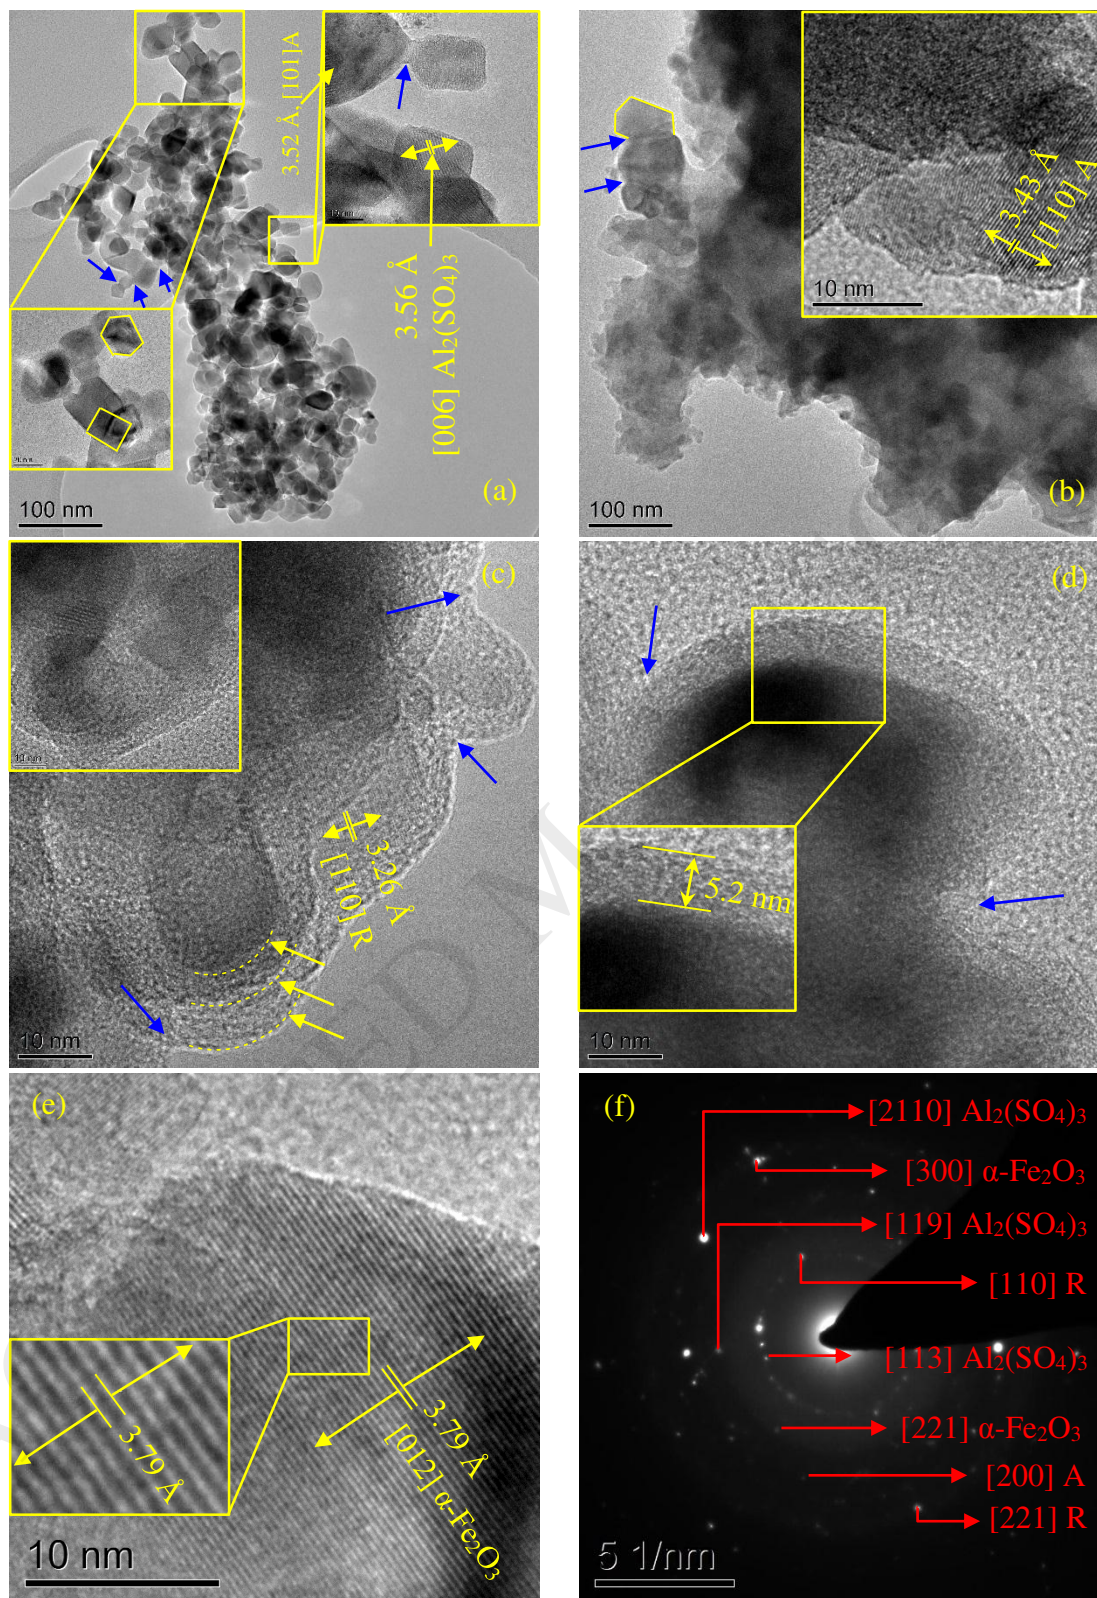 3.52 Å, [101]A
3.56 Å
[006] Al₂(SO₄)₃
100 nm
(a)
3.43 Å
[110] A
10 nm
100 nm
(b)
(c)
3.26 Å
[110] R
10 nm
(d)
5.2 nm
10 nm
(e)
3.79 Å
3.79 Å
[012] α-Fe₂O₃
10 nm
(f)
[2110] Al₂(SO₄)₃
[300] α-Fe₂O₃
[119] Al₂(SO₄)₃
[110] R
[113] Al₂(SO₄)₃
[221] α-Fe₂O₃
[200] A
[221] R
5 1/nm